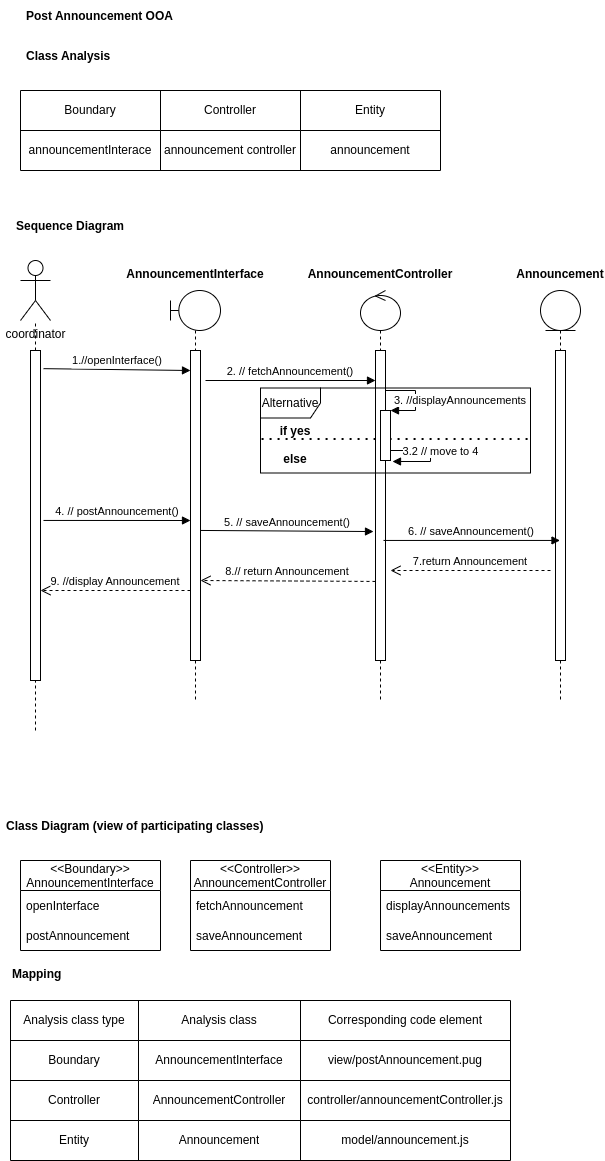 Post Announcement OOA
Class Analysis
Boundary Controller Entity
announcementInterace announcement controller announcement
Sequence Diagram
AnnouncementInterface AnnouncementController Announcement
coordinator
1.//openInterface()
2. // fetchAnnouncement()
Alternative
3. //displayAnnouncements
if yes
3.2 // move to 4
else
4. // postAnnouncement()
5. // saveAnnouncement()
6. // saveAnnouncement()
7.return Announcement
8.// return Announcement
9. //display Announcement
Class Diagram (view of participating classes)
<<Boundary>>
AnnouncementInterface
openInterface
postAnnouncement
<<Controller>>
AnnouncementController
fetchAnnouncement
saveAnnouncement
<<Entity>>
Announcement
displayAnnouncements
saveAnnouncement
Mapping
Analysis class type Analysis class Corresponding code element
Boundary AnnouncementInterface view/postAnnouncement.pug
Controller AnnouncementController controller/announcementController.js
Entity Announcement model/announcement.js